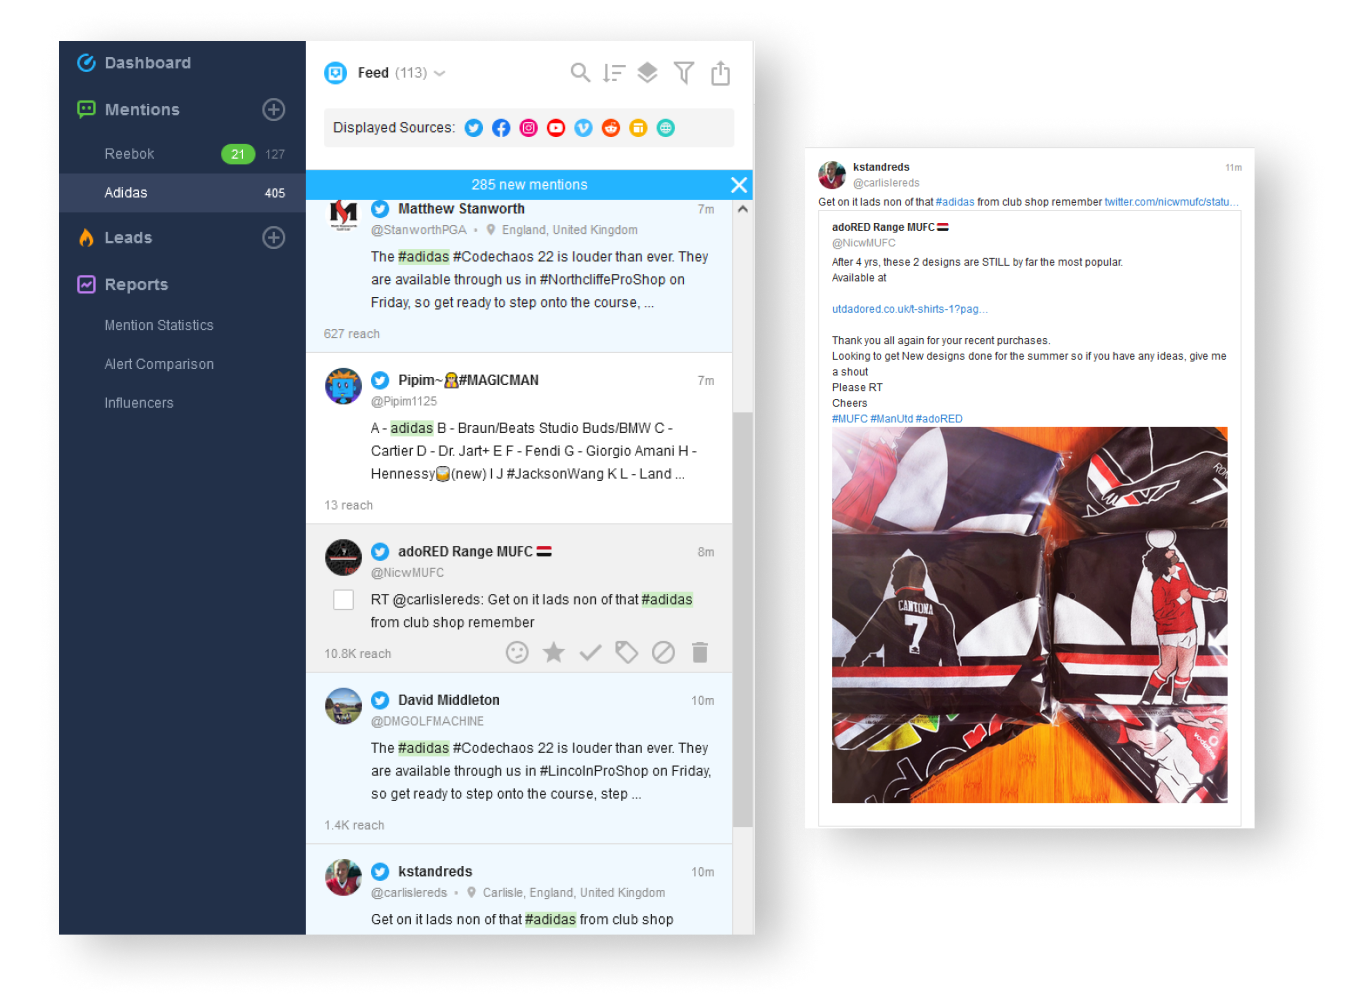 Dashboard
Mentions
Reebok 21 127
Adidas 405
Leads
Reports
Mention Statistics
Alert Comparison
Influencers
Feed (113)
Displayed Sources:
285 new mentions
Matthew Stanworth 7m
@StanworthPGA • England, United Kingdom
The #adidas #Codechaos 22 is louder than ever. They
are available through us in #NorthcliffeProShop on
Friday, so get ready to step onto the course, ...
627 reach
Pipim~#MAGICMAN 7m
@Pipim1125
A - adidas B - Braun/Beats Studio Buds/BMW C -
Cartier D - Dr. Jart+ E F - Fendi G - Giorgio Amani H -
Hennessy🥃(new) I J #JacksonWang K L - Land ...
13 reach
adoRED Range MUFC 8m
@NicwMUFC
RT @carlislereds: Get on it lads non of that #adidas
from club shop remember
10.8K reach
David Middleton 10m
@DMGOLFMACHINE
The #adidas #Codechaos 22 is louder than ever. They
are available through us in #LincolnProShop on Friday,
so get ready to step onto the course, step ...
1.4K reach
kstandreds 10m
@carlislereds • Carlisle, England, United Kingdom
Get on it lads non of that #adidas from club shop
kstandreds 11m
@carlislereds
Get on it lads non of that #adidas from club shop remember twitter.com/nicwmufc/statu...
adoRED Range MUFC
@NicwMUFC
After 4 yrs, these 2 designs are STILL by far the most popular.
Available at
utdadored.co.uk/t-shirts-1?pag...
Thank you all again for your recent purchases.
Looking to get New designs done for the summer so if you have any ideas, give me
a shout
Please RT
Cheers
#MUFC #ManUtd #adoRED
CANTONA
7